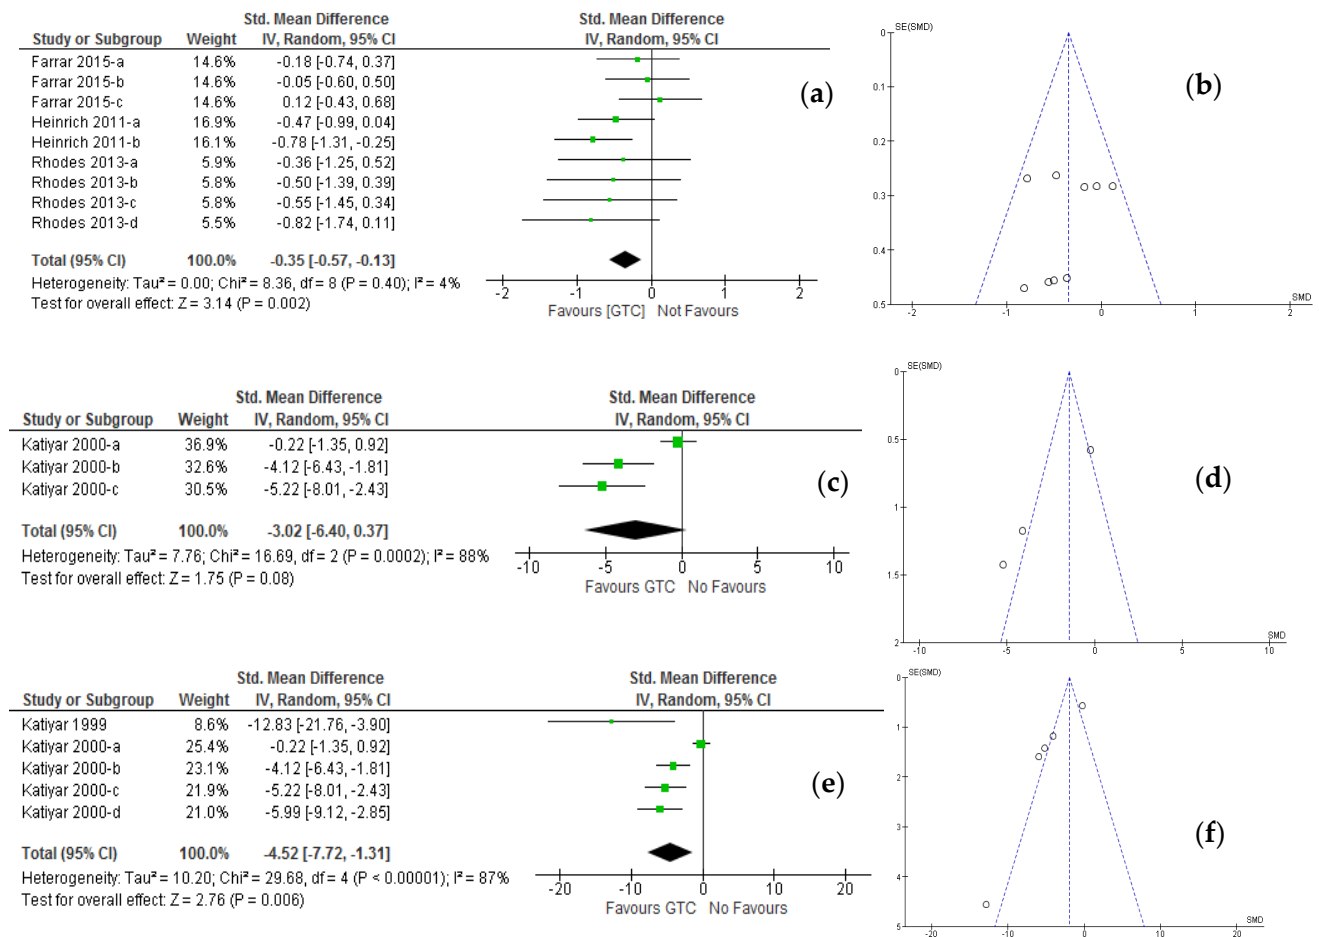 Std. Mean Difference Std. Mean Difference
Study or Subgroup Weight IV, Random, 95% CI IV, Random, 95% CI
Farrar 2015-a 14.6% -0.18 [-0.74, 0.37]
Farrar 2015-b 14.6% -0.05 [-0.60, 0.50]
Farrar 2015-c 14.6% 0.12 [-0.43, 0.68]
Heinrich 2011-a 16.9% -0.47 [-0.99, 0.04]
Heinrich 2011-b 16.1% -0.78 [-1.31, -0.25]
Rhodes 2013-a 5.9% -0.36 [-1.25, 0.52]
Rhodes 2013-b 5.8% -0.50 [-1.39, 0.39]
Rhodes 2013-c 5.8% -0.55 [-1.45, 0.34]
Rhodes 2013-d 5.5% -0.82 [-1.74, 0.11]
Total (95% CI) 100.0% -0.35 [-0.57, -0.13]
Heterogeneity: Tau² = 0.00; Chi² = 8.36, df = 8 (P = 0.40); I² = 4%
Test for overall effect: Z = 3.14 (P = 0.002)
-2 -1 0 1 2
Favours [GTC] Not Favours
(a)
SE(SMD)
0
0.1
0.2
0.3
0.4
0.5
-2 -1 0 1 2
SMD
(b)
Std. Mean Difference Std. Mean Difference
Study or Subgroup Weight IV, Random, 95% CI IV, Random, 95% CI
Katiyar 2000-a 36.9% -0.22 [-1.35, 0.92]
Katiyar 2000-b 32.6% -4.12 [-6.43, -1.81]
Katiyar 2000-c 30.5% -5.22 [-8.01, -2.43]
Total (95% CI) 100.0% -3.02 [-6.40, 0.37]
Heterogeneity: Tau² = 7.76; Chi² = 16.69, df = 2 (P = 0.0002); I² = 88%
Test for overall effect: Z = 1.75 (P = 0.08)
-10 -5 0 5 10
Favours GTC No Favours
(c)
SE(SMD)
0
0.5
1
1.5
2
-10 -5 0 5 10
SMD
(d)
Std. Mean Difference Std. Mean Difference
Study or Subgroup Weight IV, Random, 95% CI IV, Random, 95% CI
Katiyar 1999 8.6% -12.83 [-21.76, -3.90]
Katiyar 2000-a 25.4% -0.22 [-1.35, 0.92]
Katiyar 2000-b 23.1% -4.12 [-6.43, -1.81]
Katiyar 2000-c 21.9% -5.22 [-8.01, -2.43]
Katiyar 2000-d 21.0% -5.99 [-9.12, -2.85]
Total (95% CI) 100.0% -4.52 [-7.72, -1.31]
Heterogeneity: Tau² = 10.20; Chi² = 29.68, df = 4 (P < 0.00001); I² = 87%
Test for overall effect: Z = 2.76 (P = 0.006)
-20 -10 0 10 20
Favours GTC No Favours
(e)
SE(SMD)
0
1
2
3
4
5
-20 -10 0 10 20
SMD
(f)